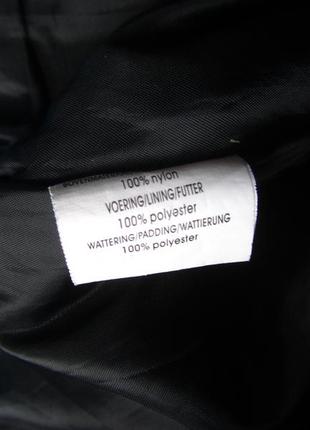 100% nylon
VOERING/LINING/FUTTER
100% polyester
WATTERING/PADDING/WATTIERUNG
100% polyester